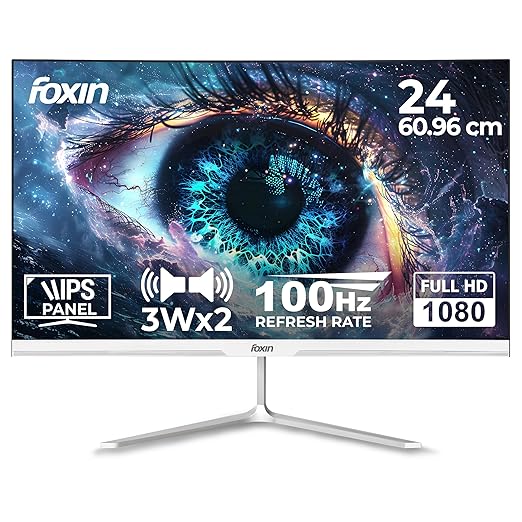 FOXIN
24
60.96 cm
IPS
PANEL
3Wx2
100Hz
REFRESH RATE
FULL HD
1080
FOXIN